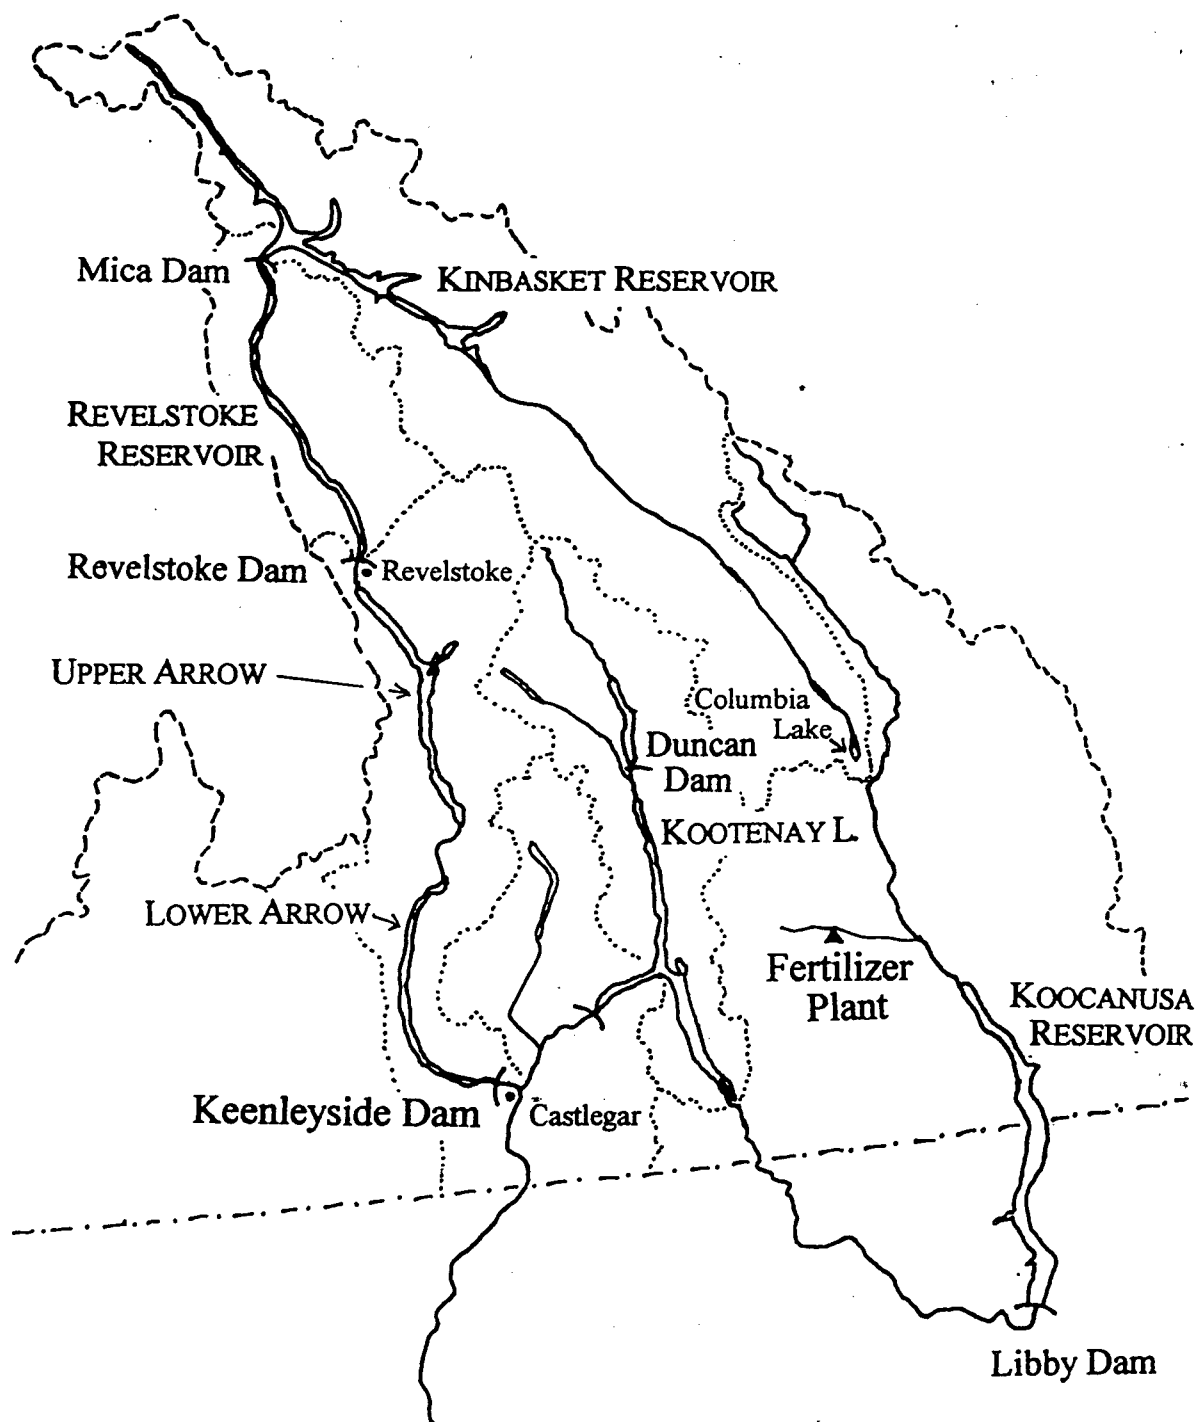 Mica Dam
KINBASKET RESERVOIR
REVELSTOKE
RESERVOIR
Revelstoke Dam
Revelstoke
UPPER ARROW
Columbia
Lake
Duncan
Dam
KOOTENAY L.
LOWER ARROW
Fertilizer
Plant
KOOCANUSA
RESERVOIR
Keenleyside Dam
Castlegar
Libby Dam